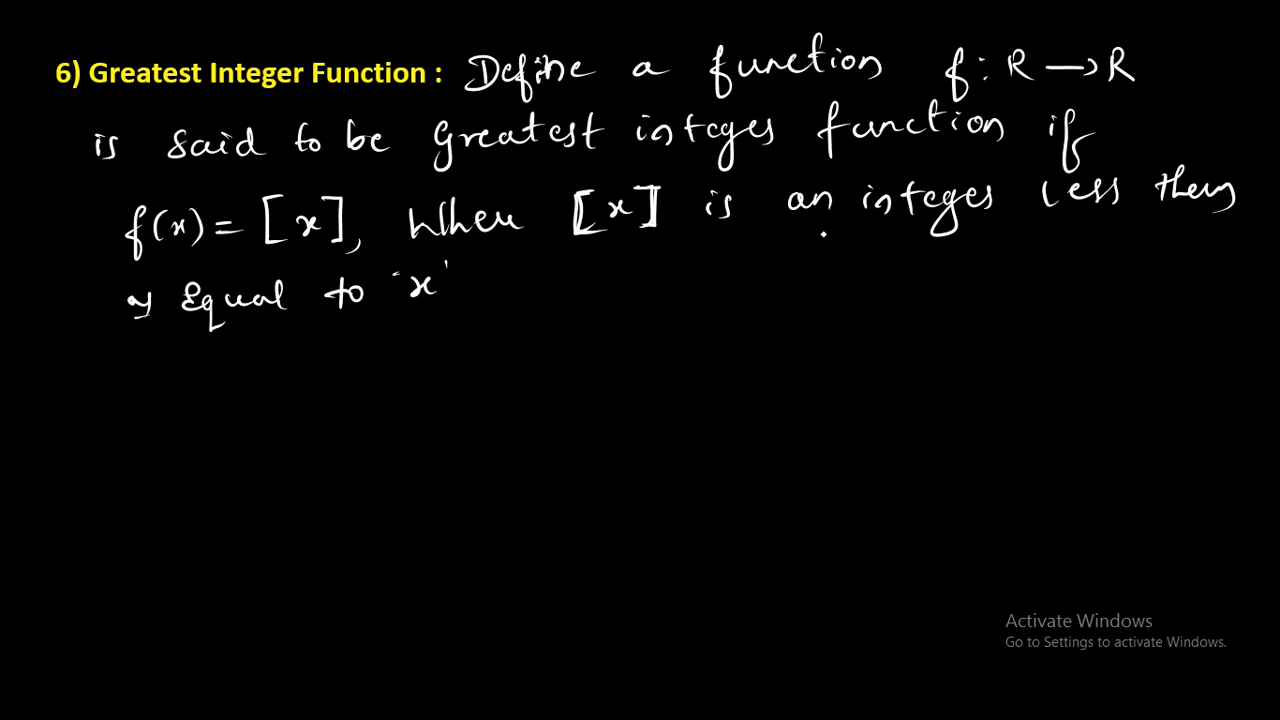 6) Greatest Integer Function : Define a function f: R → R
is said to be Greatest integer function if
f(x) = [x], when [x] is an integer less than
or Equal to 'x'
Activate Windows
Go to Settings to activate Windows.